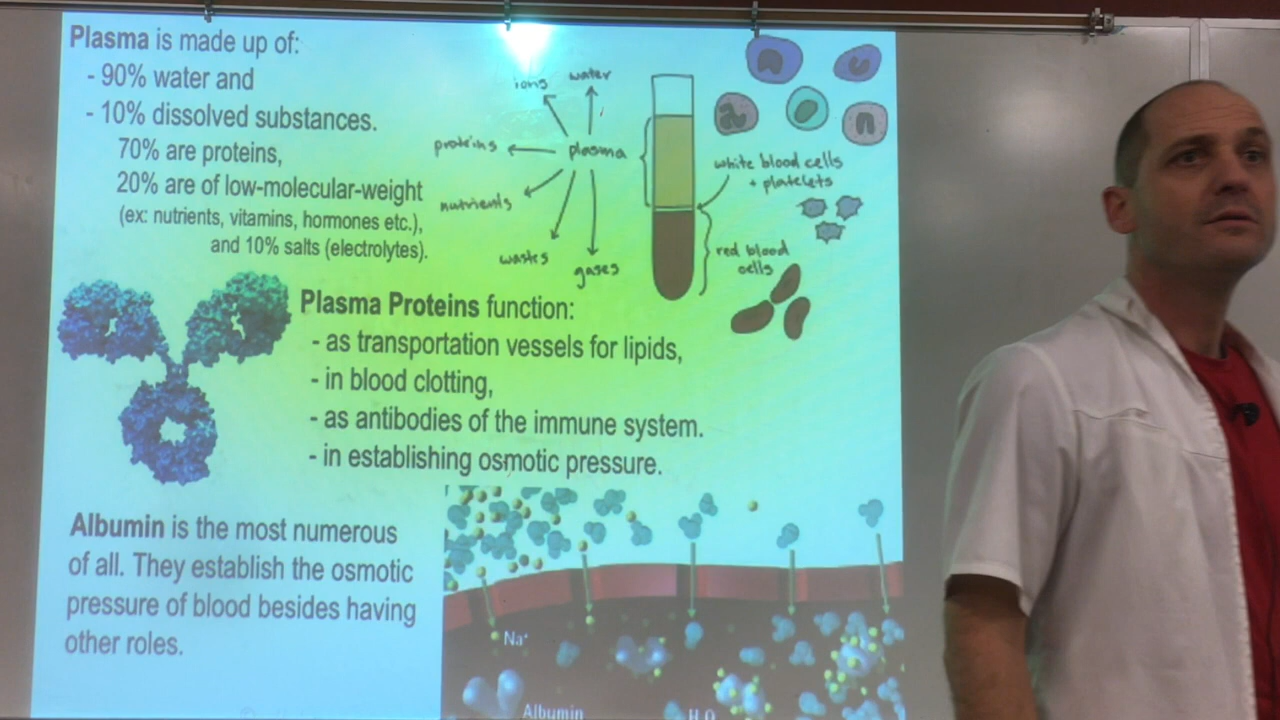 Plasma is made up of:
- 90% water and
- 10% dissolved substances.
70% are proteins,
20% are of low-molecular-weight
(ex: nutrients, vitamins, hormones etc.),
and 10% salts (electrolytes).
ions
water
proteins
plasma
nutrients
wastes
gases
white blood cells
+ platelets
red blood
cells
Plasma Proteins function:
- as transportation vessels for lipids,
- in blood clotting,
- as antibodies of the immune system.
- in establishing osmotic pressure.
Albumin is the most numerous
of all. They establish the osmotic
pressure of blood besides having
other roles.
Na⁺
Albumin
H₂O